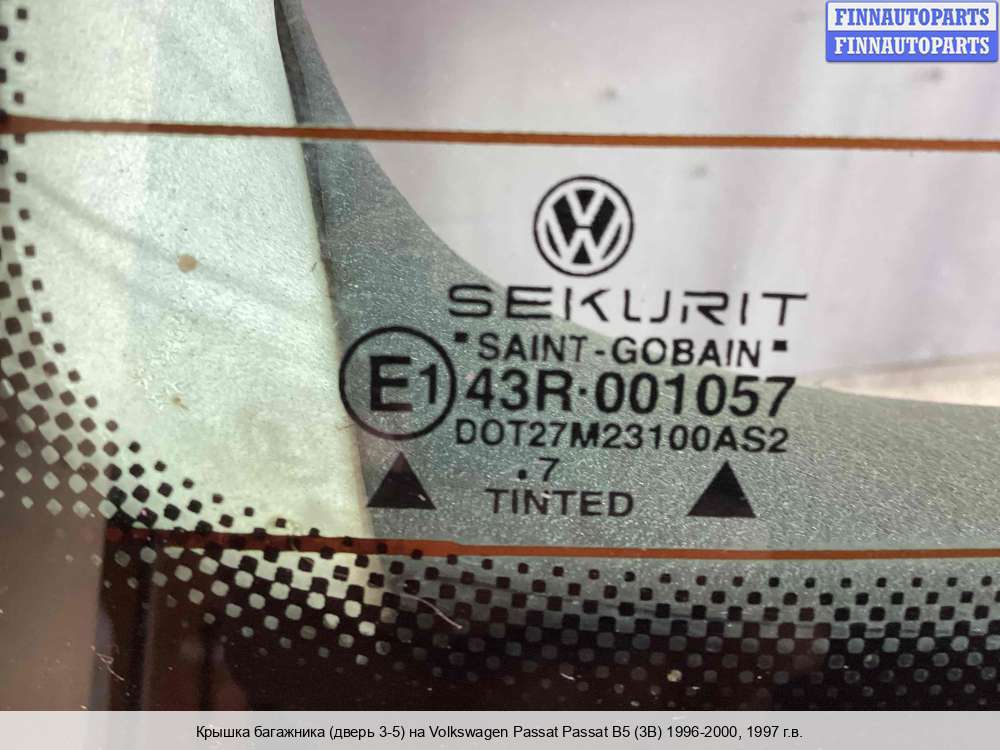 FINNAUTOPARTS
FINNAUTOPARTS
SEKURIT
SAINT-GOBAIN
E1 43R·001057
DOT27M23100AS2
.7
TINTED
Крышка багажника (дверь 3-5) на Volkswagen Passat Passat B5 (3B) 1996-2000, 1997 г.в.